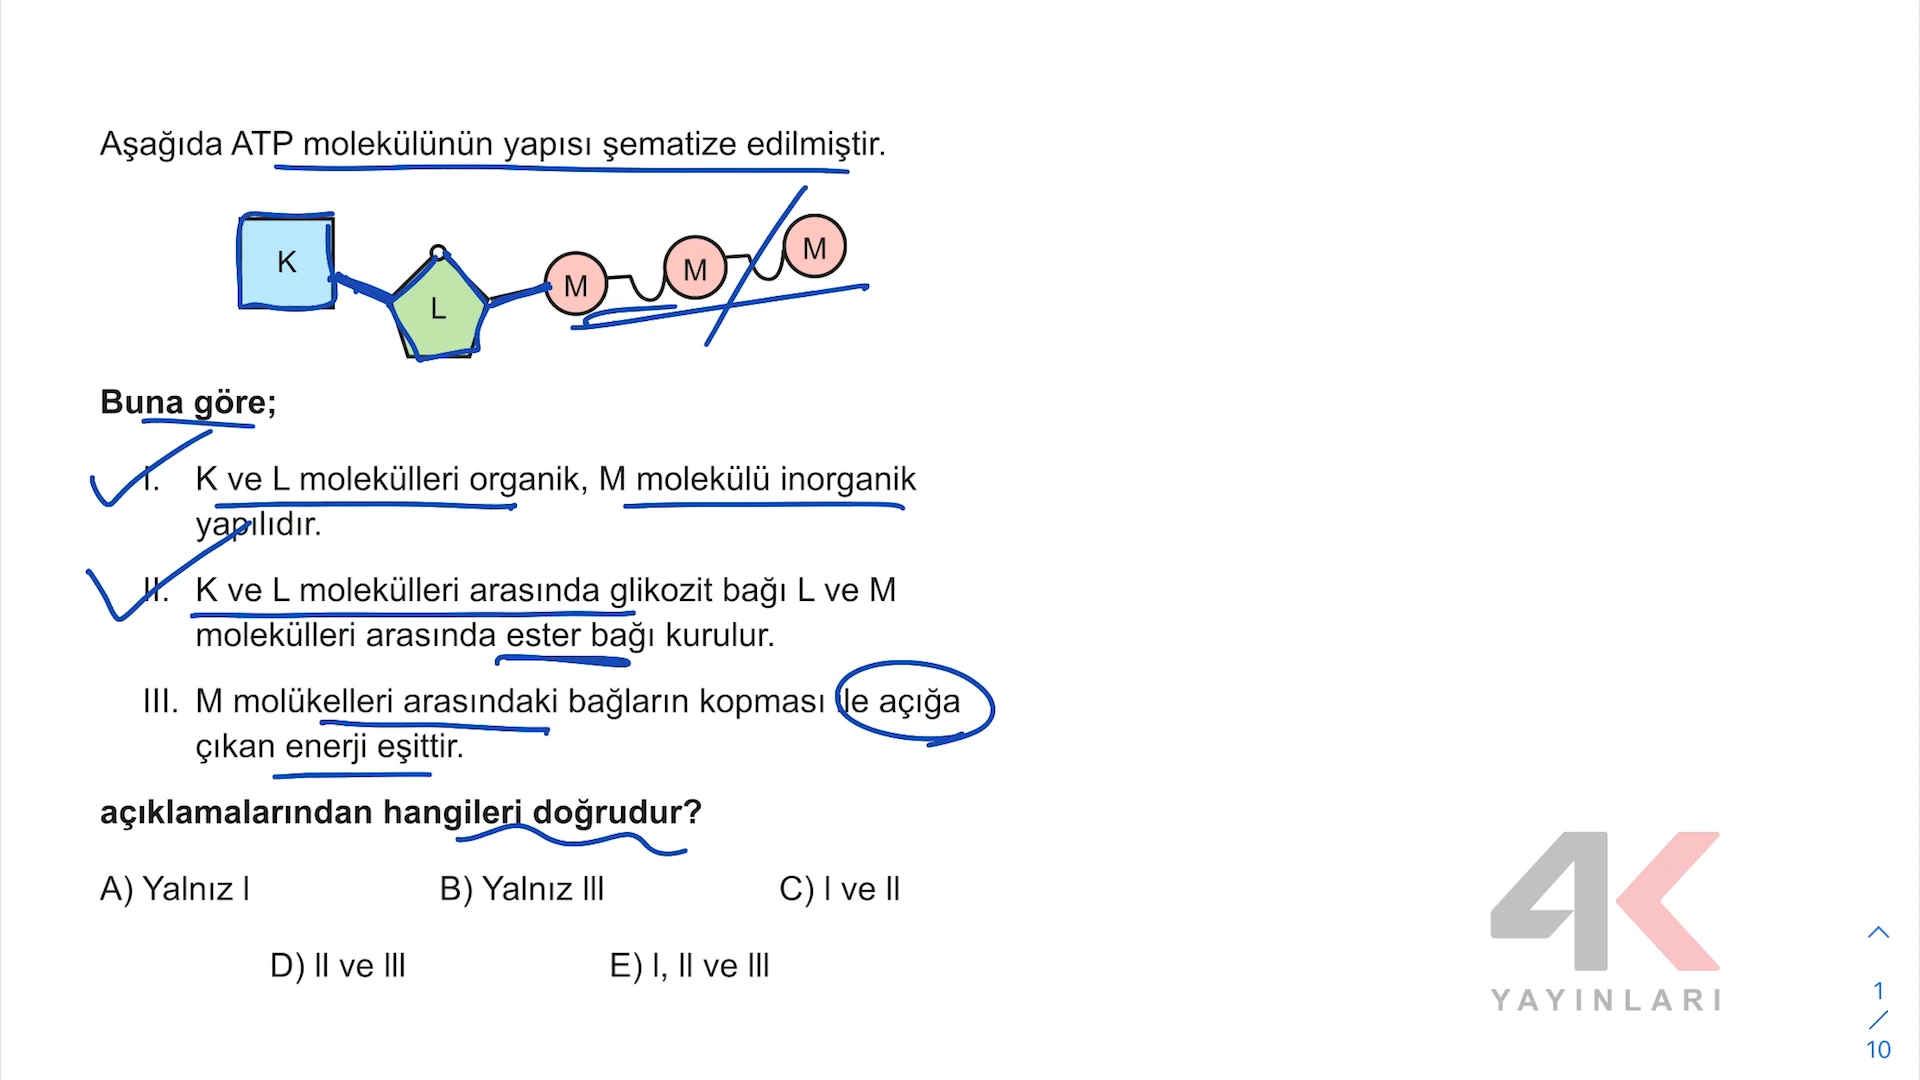 Aşağıda ATP molekülünün yapısı şematize edilmiştir.
K
L
M
M
M
Buna göre;
I. K ve L molekülleri organik, M molekülü inorganik
yapılıdır.
II. K ve L molekülleri arasında glikozit bağı L ve M
molekülleri arasında ester bağı kurulur.
III. M molükelleri arasındaki bağların kopması ile açığa
çıkan enerji eşittir.
açıklamalarından hangileri doğrudur?
A) Yalnız I B) Yalnız III C) I ve II
D) II ve III E) I, II ve III
4K
YAYINLARI
1
/
10